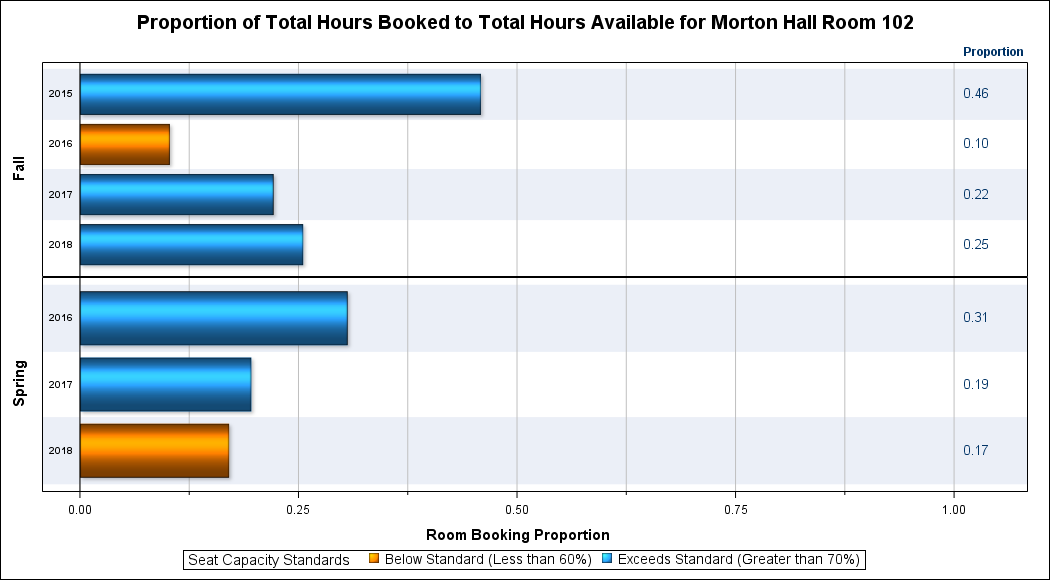 Proportion of Total Hours Booked to Total Hours Available for Morton Hall Room 102
Proportion
Fall
2015 0.46
2016 0.10
2017 0.22
2018 0.25
Spring
2016 0.31
2017 0.19
2018 0.17
0.00 0.25 0.50 0.75 1.00
Room Booking Proportion
Seat Capacity Standards Below Standard (Less than 60%) Exceeds Standard (Greater than 70%)